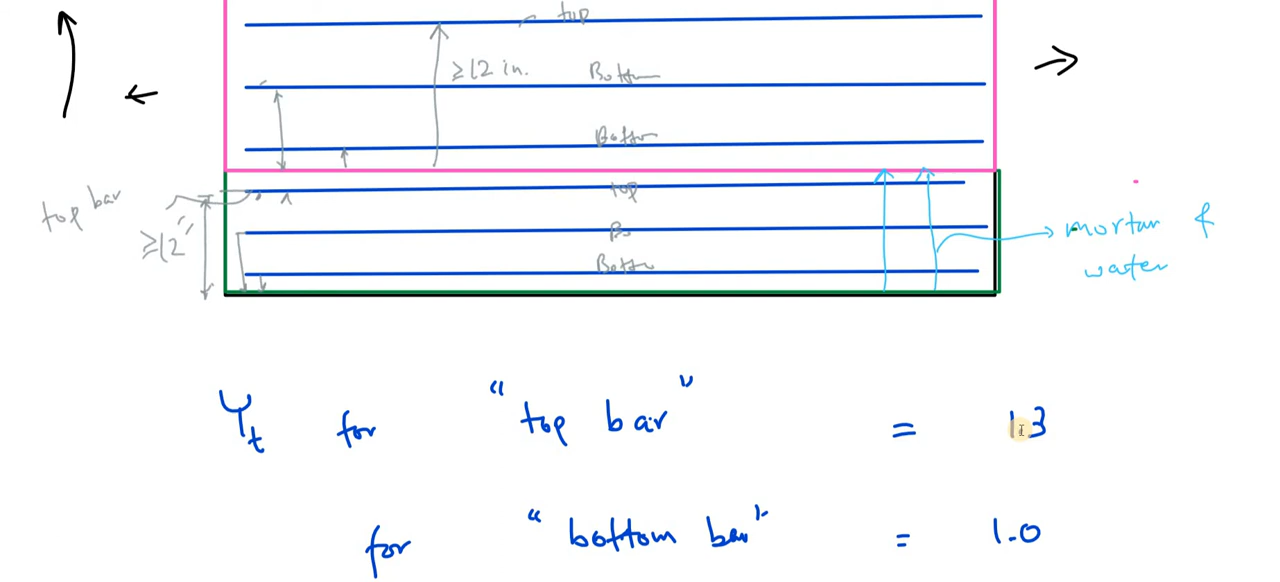 top
≥12 in.
Bottom
Bottom
top bar
top
≥12"
B
Bottom
mortar &
water
Ψt for "top bar" = 1.3
for "bottom bar" = 1.0